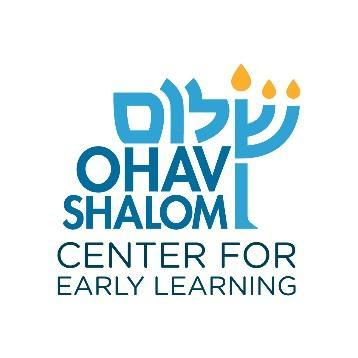 שלום
OHAV
SHALOM
CENTER FOR
EARLY LEARNING